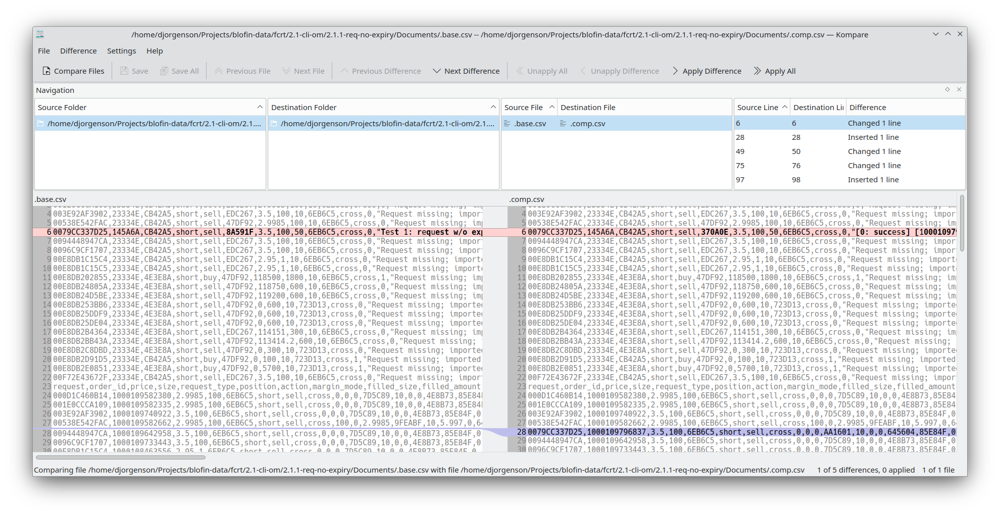 /home/djorgenson/Projects/blofin-data/fcrt/2.1-cli-om/2.1.1-req-no-expiry/Documents/.base.csv -- /home/djorgenson/Projects/blofin-data/fcrt/2.1-cli-om/2.1.1-req-no-expiry/Documents/.comp.csv — Kompare
File Difference Settings Help
Compare Files Save Save All Previous File Next File Previous Difference Next Difference Unapply All Unapply Difference Apply Difference Apply All
Navigation
Source Folder Destination Folder Source File Destination File Source Line Destination Li Difference
/home/djorgenson/Projects/blofin-data/fcrt/2.1-cli-om/2.1.... /home/djorgenson/Projects/blofin-data/fcrt/2.1-cli-om/2.1.... .base.csv .comp.csv 6 6 Changed 1 line
28 28 Inserted 1 line
49 50 Changed 1 line
75 76 Changed 1 line
97 98 Inserted 1 line
.base.csv
4 003E92AF3902,23334E,CB42A5,short,sell,EDC267,3.5,100,10,6EB6C5,cross,0,"Request missing; impor
5 00538E542FAC,23334E,CB42A5,short,sell,47DF92,2.9985,100,10,6EB6C5,cross,0,"Request missing; im
6 0079CC337D25,145A6A,CB42A5,short,sell,8A591F,3.5,100,50,6EB6C5,cross,0,"Test 1: request w/o ex
7 0094448947CA,23334E,CB42A5,short,sell,EDC267,3.5,100,10,6EB6C5,cross,0,"Request missing; impor
8 0096C9CF1707,23334E,CB42A5,short,sell,EDC267,3.5,100,10,6EB6C5,cross,0,"Request missing; impor
9 00E8DB1C15C4,23334E,CB42A5,short,sell,EDC267,2.95,1,10,6EB6C5,cross,0,"Request missing; importe
10 00E8DB1C15C5,23334E,CB42A5,short,sell,EDC267,2.95,1,10,6EB6C5,cross,0,"Request missing; importe
11 00E8DB202855,23334E,4E3E8A,short,buy,47DF92,118500,1800,10,6EB6C5,cross,1,"Request missing; im
12 00E8DB24805A,23334E,4E3E8A,short,sell,47DF92,118750,600,10,6EB6C5,cross,0,"Request missing; im
13 00E8DB24D5BE,23334E,4E3E8A,short,sell,47DF92,119200,600,10,6EB6C5,cross,0,"Request missing; im
14 00E8DB253BB6,23334E,4E3E8A,short,sell,47DF92,0,600,10,723D13,cross,0,"Request missing; imported
15 00E8DB25DDF9,23334E,4E3E8A,short,sell,47DF92,0,600,10,723D13,cross,0,"Request missing; imported
16 00E8DB25DE04,23334E,4E3E8A,short,sell,47DF92,0,600,10,723D13,cross,0,"Request missing; imported
17 00E8DB2B4364,23334E,4E3E8A,short,sell,EDC267,114151,300,10,6EB6C5,cross,0,"Request missing; im
18 00E8DB2BB43A,23334E,4E3E8A,short,sell,47DF92,113414.2,600,10,6EB6C5,cross,0,"Request missing;
19 00E8DB2C8DBD,23334E,4E3E8A,short,sell,47DF92,0,300,10,723D13,cross,0,"Request missing; imported
20 00E8DB2D91D5,23334E,CB42A5,short,buy,47DF92,0,100,10,723D13,cross,1,"Request missing; imported
21 00E8DB2E0851,23334E,4E3E8A,short,buy,47DF92,0,5700,10,723D13,cross,1,"Request missing; imported
22 00F72E43672F,23334E,CB42A5,short,sell,EDC267,3.5,100,10,6EB6C5,cross,0,"Request missing; impor
23 request,order_id,price,size,request_type,position,action,margin_mode,filled_size,filled_amount
24 000D1C460B14,1000109582380,2.9985,100,6EB6C5,short,sell,cross,0,0,0,7D5C89,10,0,0,4E8B73,85E84
25 001E0CCCA109,1000109582335,2.9985,100,6EB6C5,short,sell,cross,0,0,0,7D5C89,10,0,0,4E8B73,85E84
26 003E92AF3902,1000109740922,3.5,100,6EB6C5,short,sell,cross,0,0,0,7D5C89,10,0,0,4E8B73,85E84F,0
27 00538E542FAC,1000109582662,2.9985,100,6EB6C5,short,sell,cross,100,0,2.9985,9FEABF,10,5.997,0,64
28 0094448947CA,1000109642958,3.5,100,6EB6C5,short,sell,cross,0,0,0,7D5C89,10,0,0,4E8B73,85E84F,0
29 0096C9CF1707,1000109733443,3.5,100,6EB6C5,short,sell,cross,0,0,0,7D5C89,10,0,0,4E8B73,85E84F,0
30 00E8DB1C15C4,1000108463556,2.95,1,6EB6C5,short,sell,cross,0,0,0,7D5C89,10,0,0,4E8B73,85E84F,0
.comp.csv
4 003E92AF3902,23334E,CB42A5,short,sell,EDC267,3.5,100,10,6EB6C5,cross,0,"Request missing; impor
5 00538E542FAC,23334E,CB42A5,short,sell,47DF92,2.9985,100,10,6EB6C5,cross,0,"Request missing; im
6 0079CC337D25,145A6A,CB42A5,short,sell,370A0E,3.5,100,50,6EB6C5,cross,0,"[0: success] [100010979
7 0094448947CA,23334E,CB42A5,short,sell,EDC267,3.5,100,10,6EB6C5,cross,0,"Request missing; impor
8 0096C9CF1707,23334E,CB42A5,short,sell,EDC267,3.5,100,10,6EB6C5,cross,0,"Request missing; impor
9 00E8DB1C15C4,23334E,CB42A5,short,sell,EDC267,2.95,1,10,6EB6C5,cross,0,"Request missing; importe
10 00E8DB1C15C5,23334E,CB42A5,short,sell,EDC267,2.95,1,10,6EB6C5,cross,0,"Request missing; importe
11 00E8DB202855,23334E,4E3E8A,short,buy,47DF92,118500,1800,10,6EB6C5,cross,1,"Request missing; im
12 00E8DB24805A,23334E,4E3E8A,short,sell,47DF92,118750,600,10,6EB6C5,cross,0,"Request missing; im
13 00E8DB24D5BE,23334E,4E3E8A,short,sell,47DF92,119200,600,10,6EB6C5,cross,0,"Request missing; im
14 00E8DB253BB6,23334E,4E3E8A,short,sell,47DF92,0,600,10,723D13,cross,0,"Request missing; imported
15 00E8DB25DDF9,23334E,4E3E8A,short,sell,47DF92,0,600,10,723D13,cross,0,"Request missing; imported
16 00E8DB25DE04,23334E,4E3E8A,short,sell,47DF92,0,600,10,723D13,cross,0,"Request missing; imported
17 00E8DB2B4364,23334E,4E3E8A,short,sell,EDC267,114151,300,10,6EB6C5,cross,0,"Request missing; im
18 00E8DB2BB43A,23334E,4E3E8A,short,sell,47DF92,113414.2,600,10,6EB6C5,cross,0,"Request missing;
19 00E8DB2C8DBD,23334E,4E3E8A,short,sell,47DF92,0,300,10,723D13,cross,0,"Request missing; imported
20 00E8DB2D91D5,23334E,CB42A5,short,buy,47DF92,0,100,10,723D13,cross,1,"Request missing; imported
21 00E8DB2E0851,23334E,4E3E8A,short,buy,47DF92,0,5700,10,723D13,cross,1,"Request missing; imported
22 00F72E43672F,23334E,CB42A5,short,sell,EDC267,3.5,100,10,6EB6C5,cross,0,"Request missing; impor
23 request,order_id,price,size,request_type,position,action,margin_mode,filled_size,filled_amount
24 000D1C460B14,1000109582380,2.9985,100,6EB6C5,short,sell,cross,0,0,0,7D5C89,10,0,0,4E8B73,85E84
25 001E0CCCA109,1000109582335,2.9985,100,6EB6C5,short,sell,cross,0,0,0,7D5C89,10,0,0,4E8B73,85E84
26 003E92AF3902,1000109740922,3.5,100,6EB6C5,short,sell,cross,0,0,0,7D5C89,10,0,0,4E8B73,85E84F,0
27 00538E542FAC,1000109582662,2.9985,100,6EB6C5,short,sell,cross,100,0,2.9985,9FEABF,10,5.997,0,64
28 0079CC337D25,1000109796837,3.5,100,6EB6C5,short,sell,cross,0,0,0,AA1601,10,0,0,645604,85E84F,0
29 0094448947CA,1000109642958,3.5,100,6EB6C5,short,sell,cross,0,0,0,7D5C89,10,0,0,4E8B73,85E84F,0
30 0096C9CF1707,1000109733443,3.5,100,6EB6C5,short,sell,cross,0,0,0,7D5C89,10,0,0,4E8B73,85E84F,0
Comparing file /home/djorgenson/Projects/blofin-data/fcrt/2.1-cli-om/2.1.1-req-no-expiry/Documents/.base.csv with file /home/djorgenson/Projects/blofin-data/fcrt/2.1-cli-om/2.1.1-req-no-expiry/Documents/.comp.csv 1 of 5 differences, 0 applied 1 of 1 file